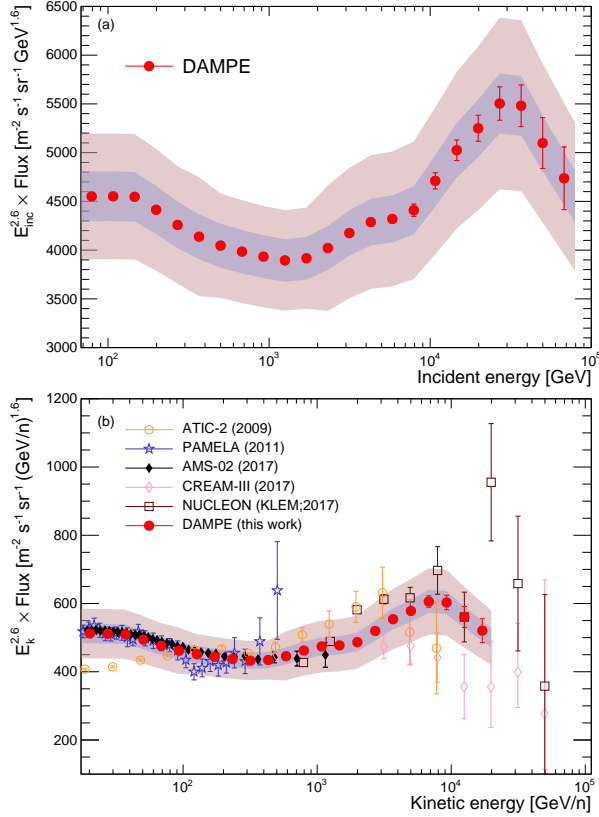 (a)
DAMPE
E_inc^2.6 × Flux [m^-2 s^-1 sr^-1 GeV^1.6]
6500
6000
5500
5000
4500
4000
3500
3000
10^2
10^3
10^4
10^5
Incident energy [GeV]
(b)
ATIC-2 (2009)
PAMELA (2011)
AMS-02 (2017)
CREAM-III (2017)
NUCLEON (KLEM;2017)
DAMPE (this work)
E_k^2.6 × Flux [m^-2 s^-1 sr^-1 (GeV/n)^1.6]
1200
1000
800
600
400
200
10^2
10^3
10^4
10^5
Kinetic energy [GeV/n]